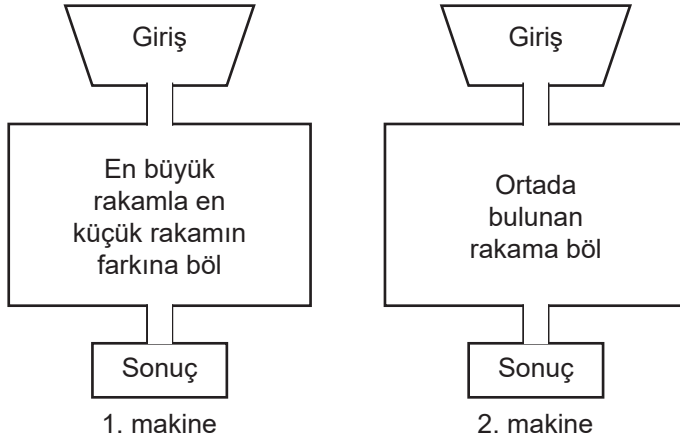 Giriş
En büyük
rakamla en
küçük rakamın
farkına böl
Sonuç
1. makine
Giriş
Ortada
bulunan
rakama böl
Sonuç
2. makine